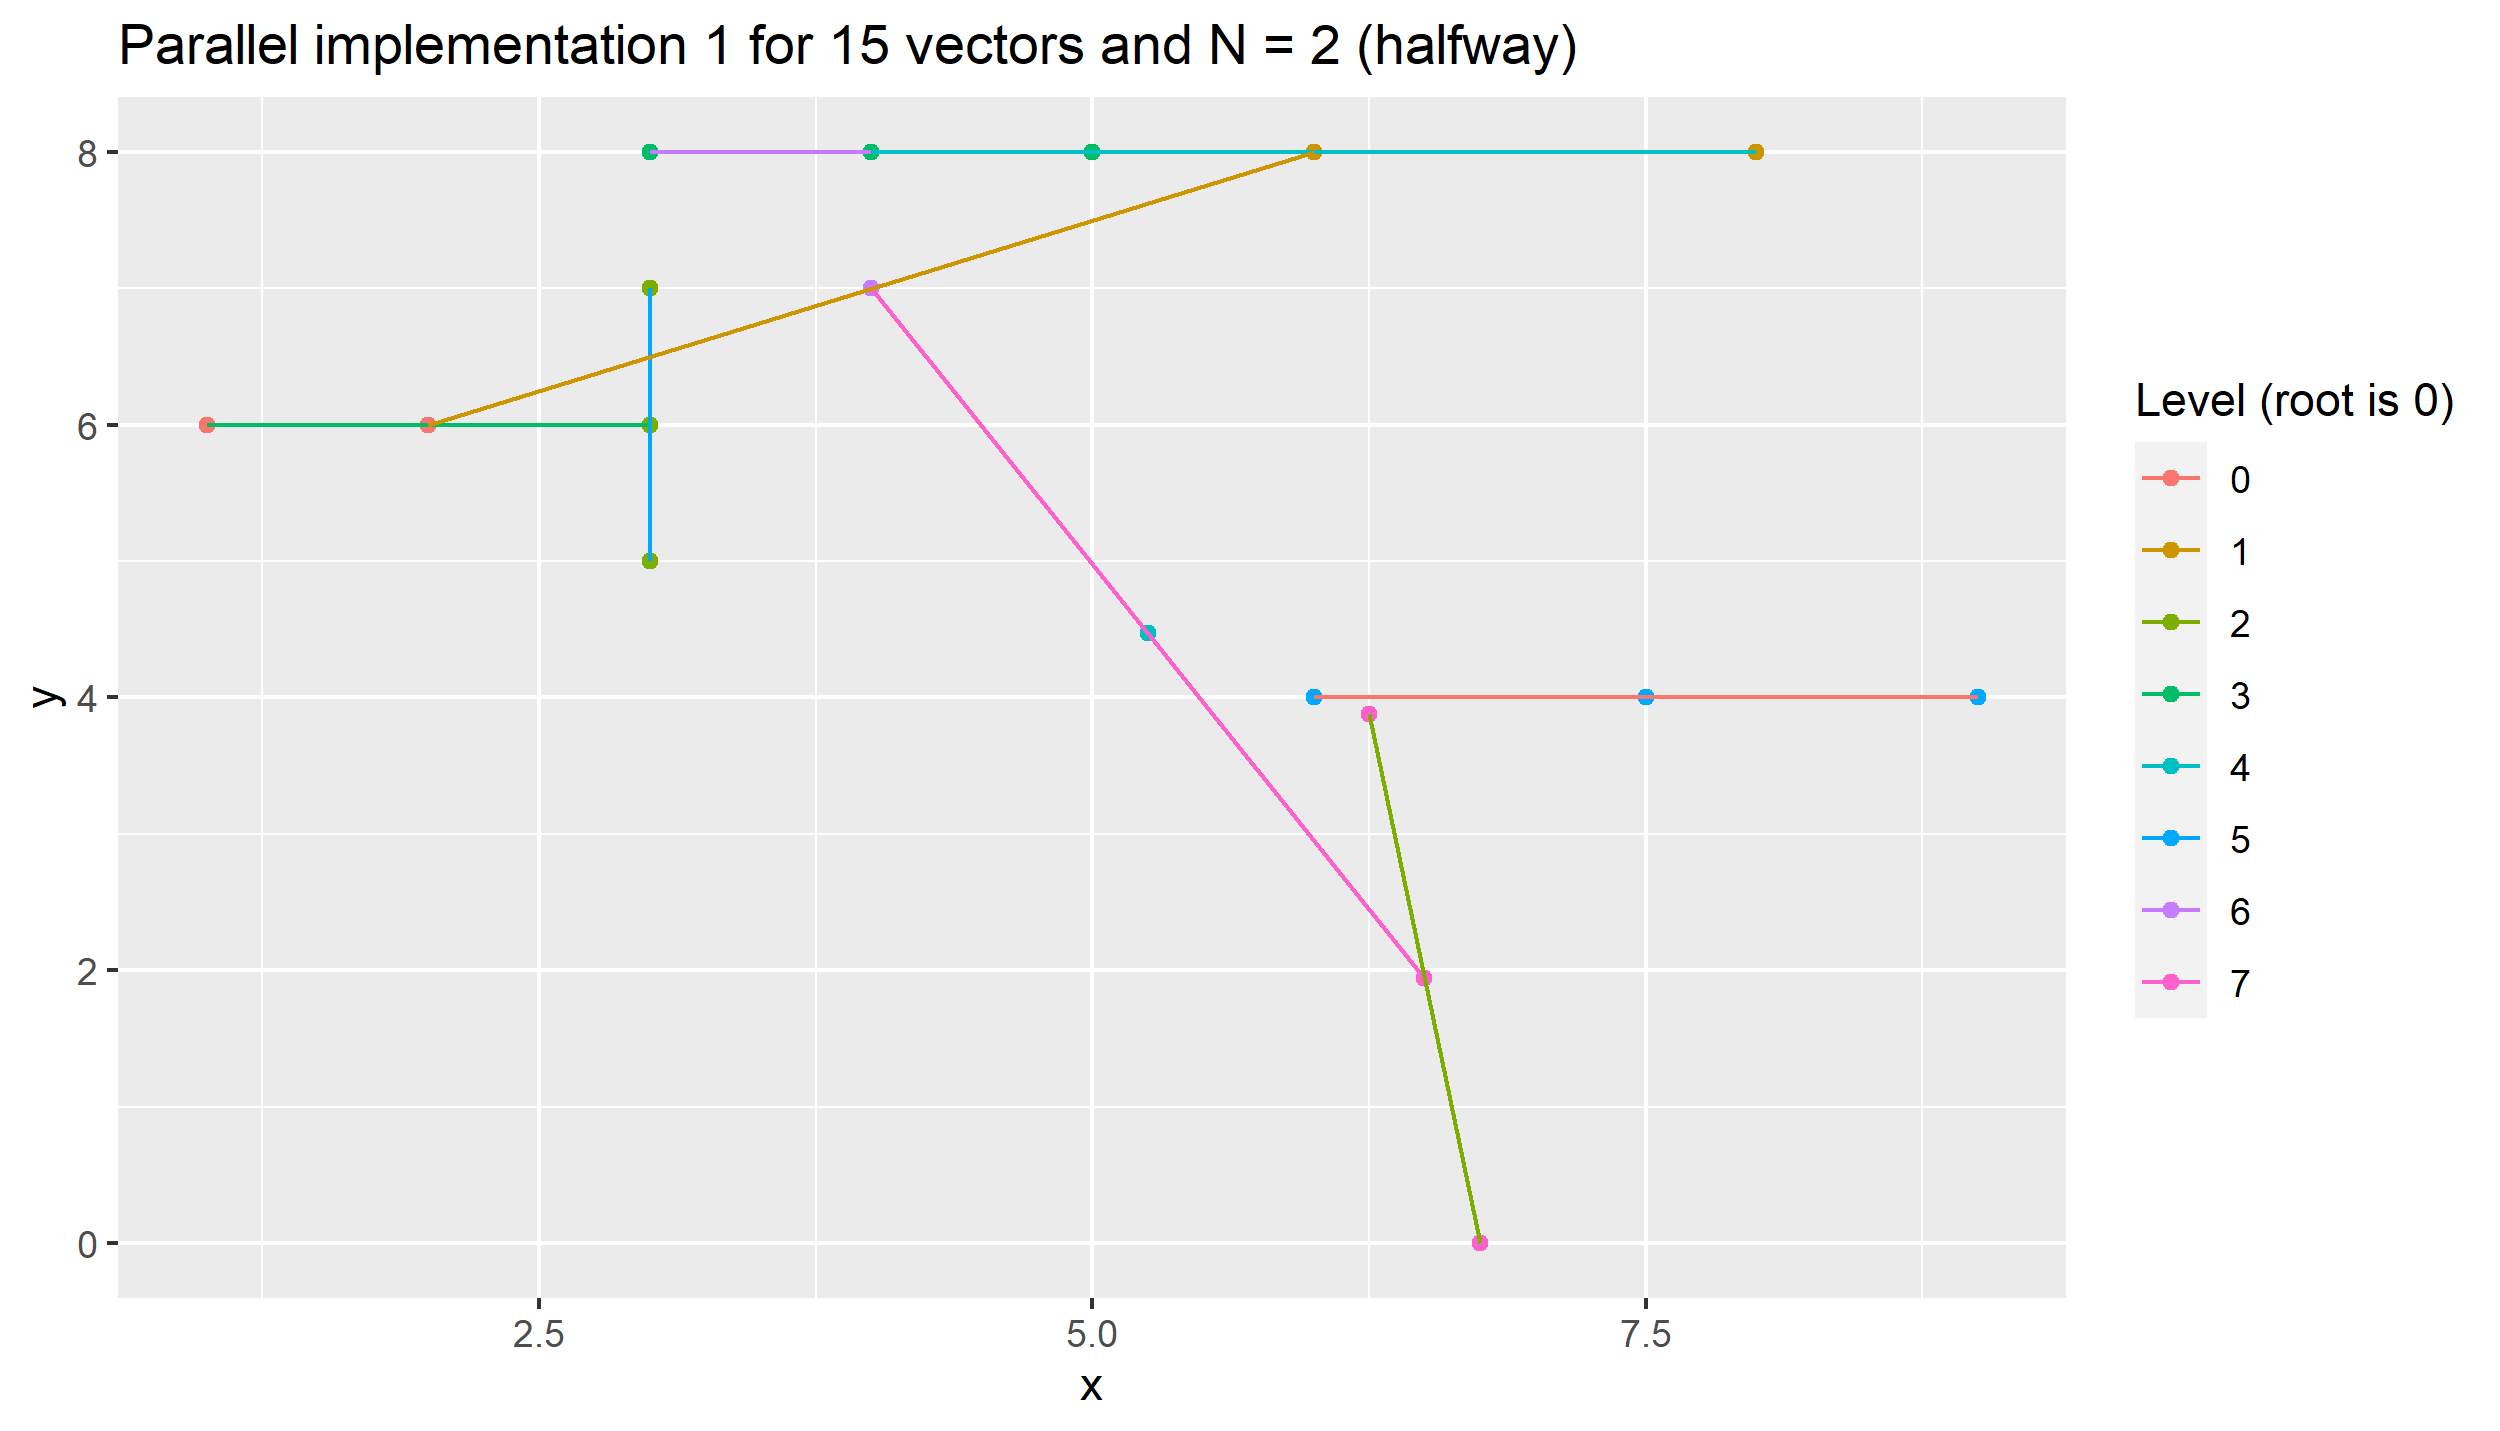 Parallel implementation 1 for 15 vectors and N = 2 (halfway)
8
6
4
2
0
y
2.5 5.0 7.5
x
Level (root is 0)
0
1
2
3
4
5
6
7